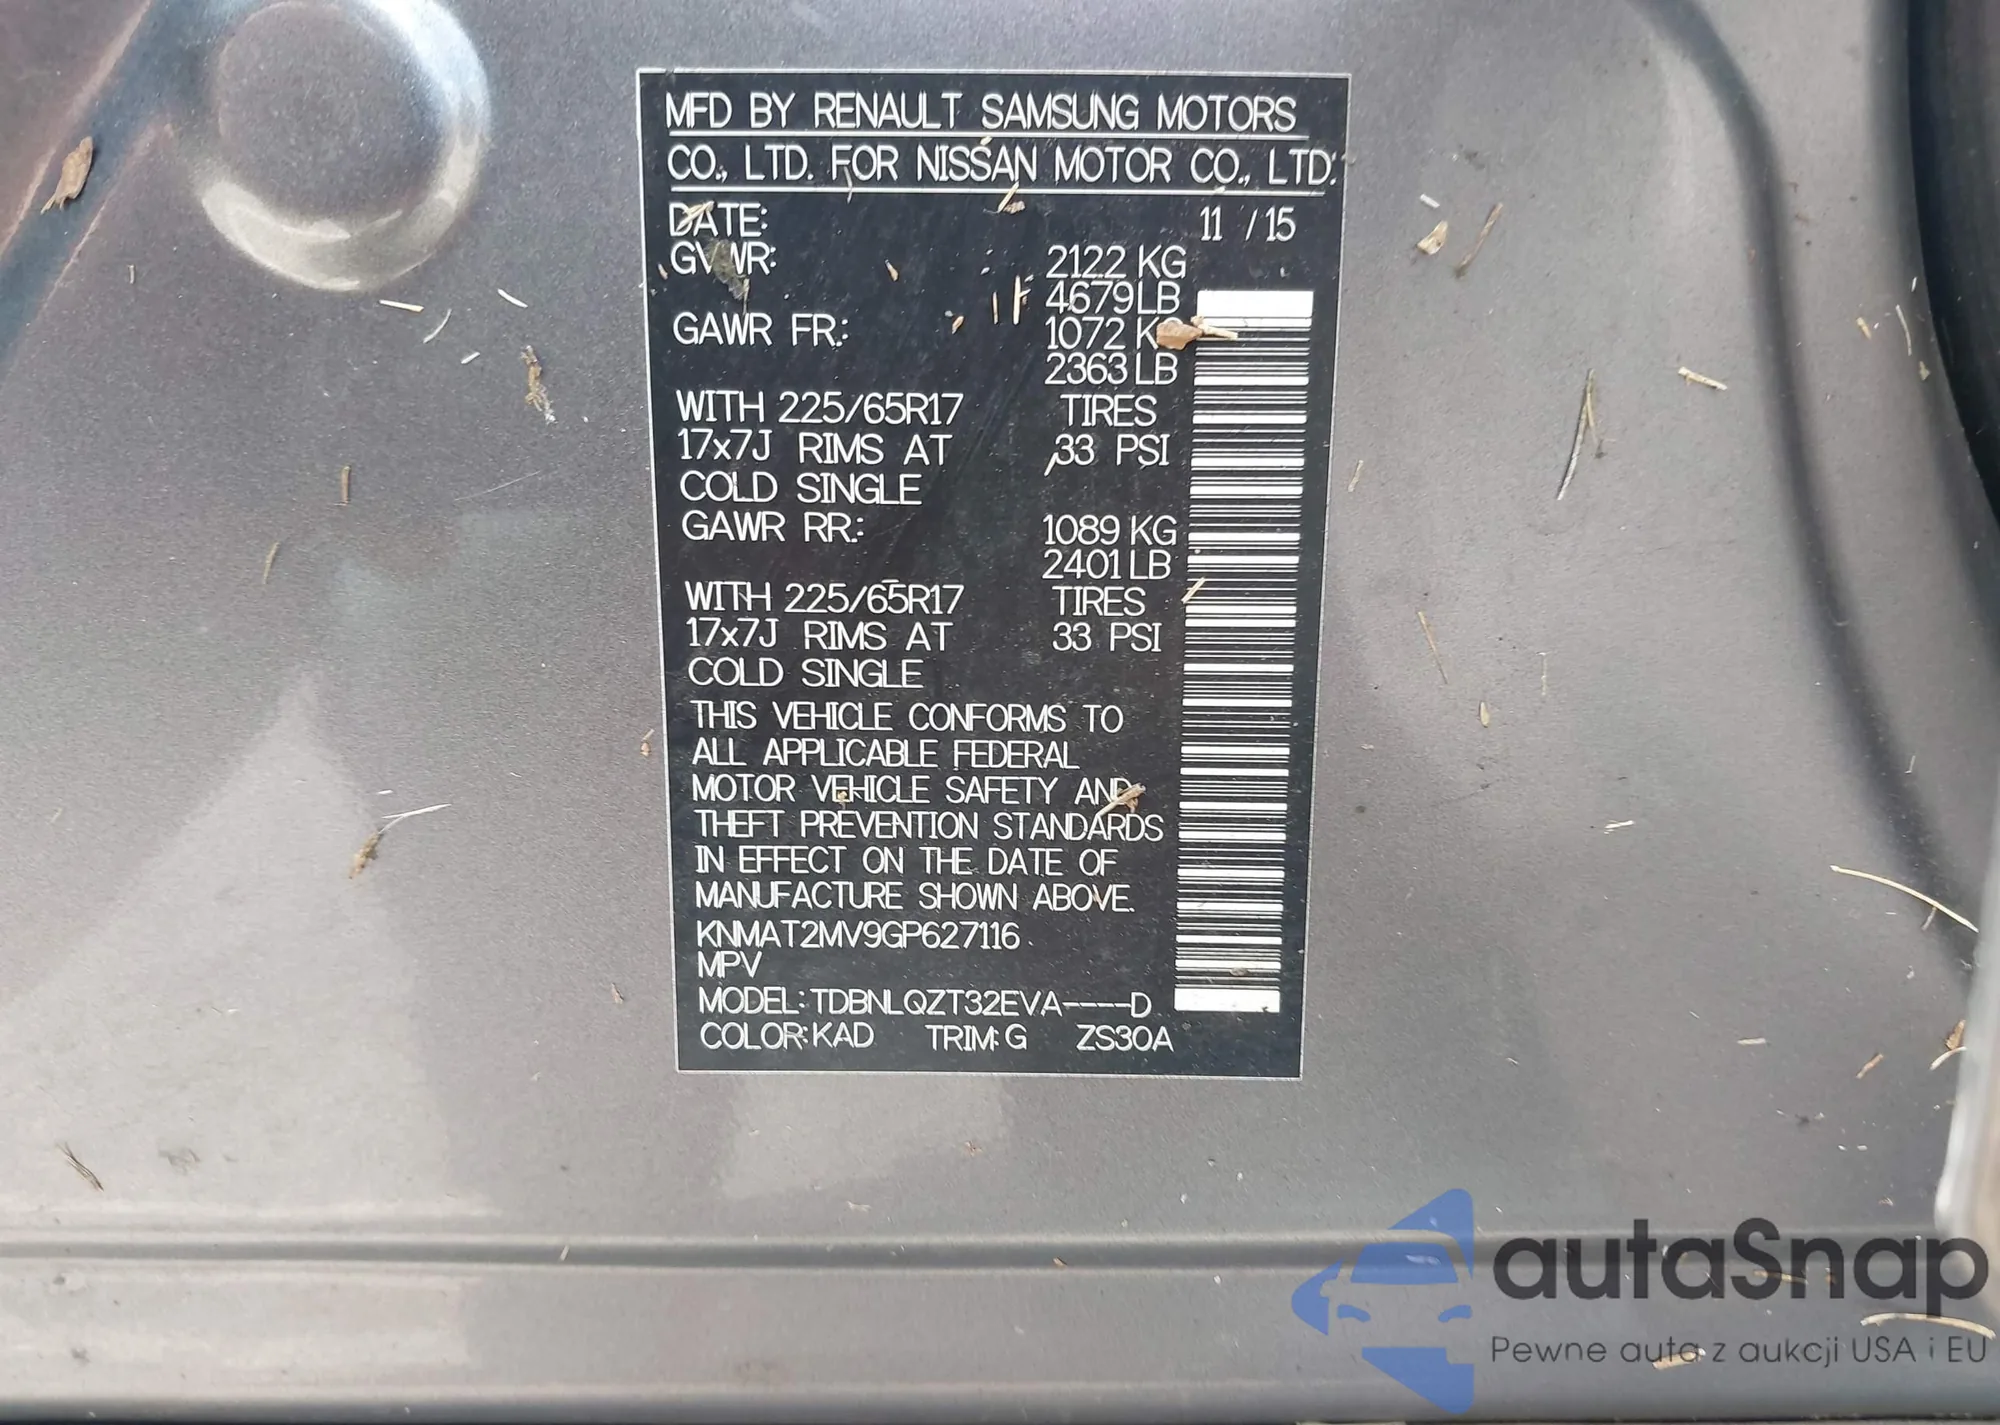 MFD BY RENAULT SAMSUNG MOTORS
CO., LTD. FOR NISSAN MOTOR CO., LTD.
DATE: 11 / 15
GVWR: 2122 KG
4679 LB
GAWR FR: 1072 KG
2363 LB
WITH 225/65R17 TIRES
17x7J RIMS AT 33 PSI
COLD SINGLE
GAWR RR: 1089 KG
2401 LB
WITH 225/65R17 TIRES
17x7J RIMS AT 33 PSI
COLD SINGLE
THIS VEHICLE CONFORMS TO
ALL APPLICABLE FEDERAL
MOTOR VEHICLE SAFETY AND
THEFT PREVENTION STANDARDS
IN EFFECT ON THE DATE OF
MANUFACTURE SHOWN ABOVE.
KNMAT2MV9GP627116
MPV
MODEL: TDBNLQZT32EVA----D
COLOR: KAD TRIM: G ZS30A
autaSnap
Pewne auta z aukcji USA i EU